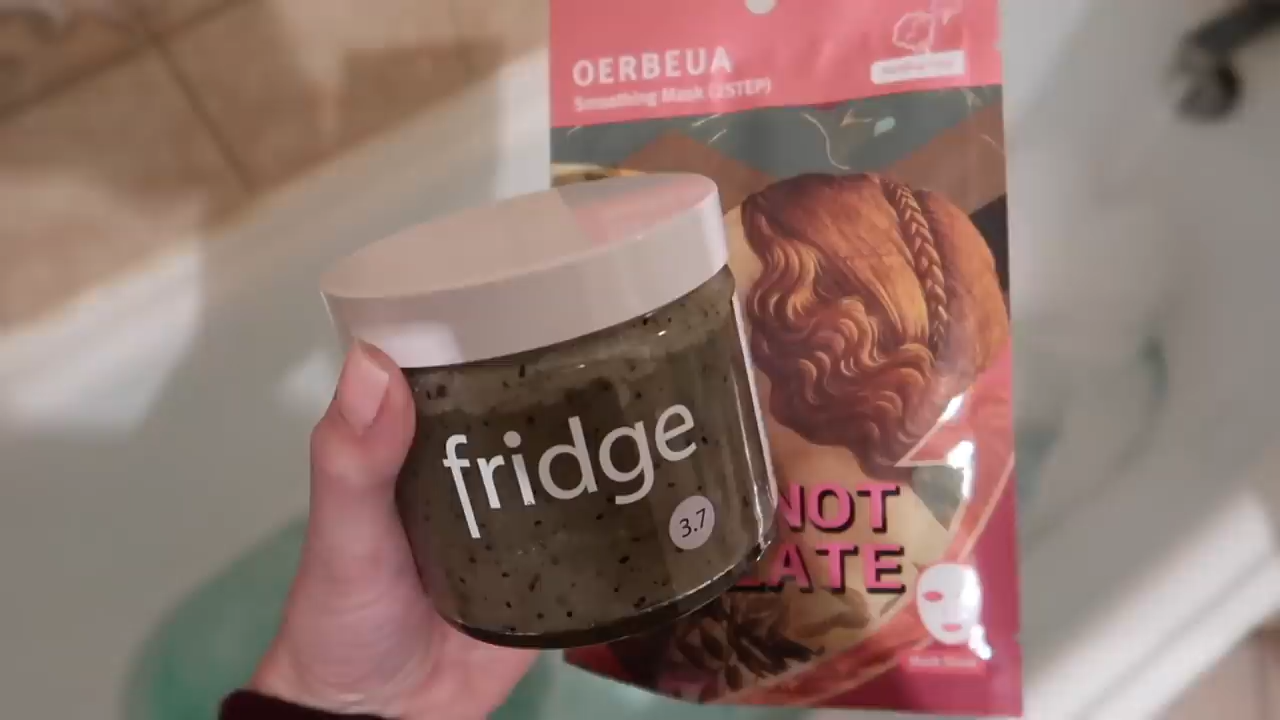 OERBEUA
Smoothing Mask (2STEP)
fridge
3.7
NOT
LATE